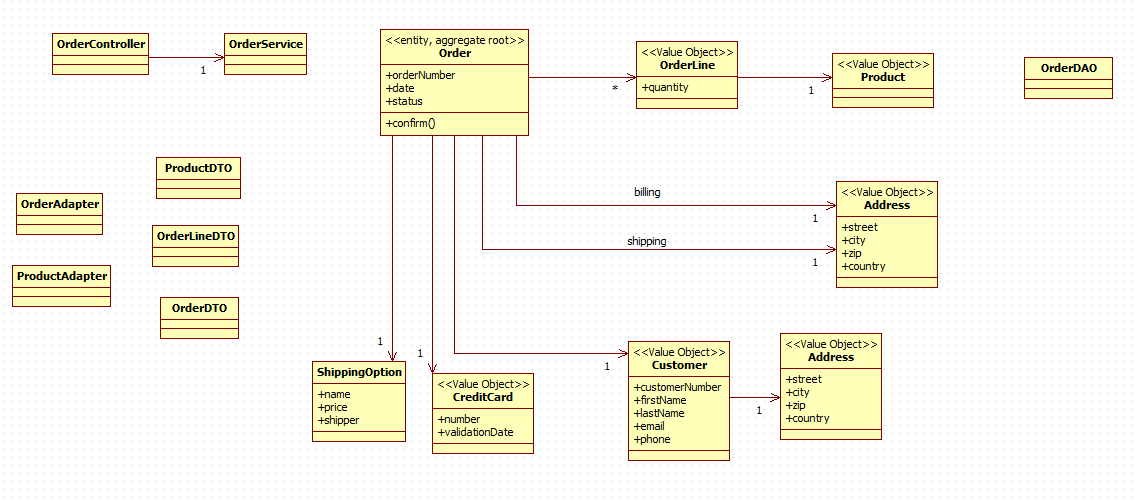 OrderController
1
OrderService
<<entity, aggregate root>>
Order
+orderNumber
+date
+status
+confirm()
*
<<Value Object>>
OrderLine
+quantity
1
<<Value Object>>
Product
OrderDAO
ProductDTO
OrderAdapter
OrderLineDTO
ProductAdapter
OrderDTO
billing
1
shipping
1
<<Value Object>>
Address
+street
+city
+zip
+country
1
ShippingOption
+name
+price
+shipper
1
<<Value Object>>
CreditCard
+number
+validationDate
1
<<Value Object>>
Customer
+customerNumber
+firstName
+lastName
+email
+phone
1
<<Value Object>>
Address
+street
+city
+zip
+country